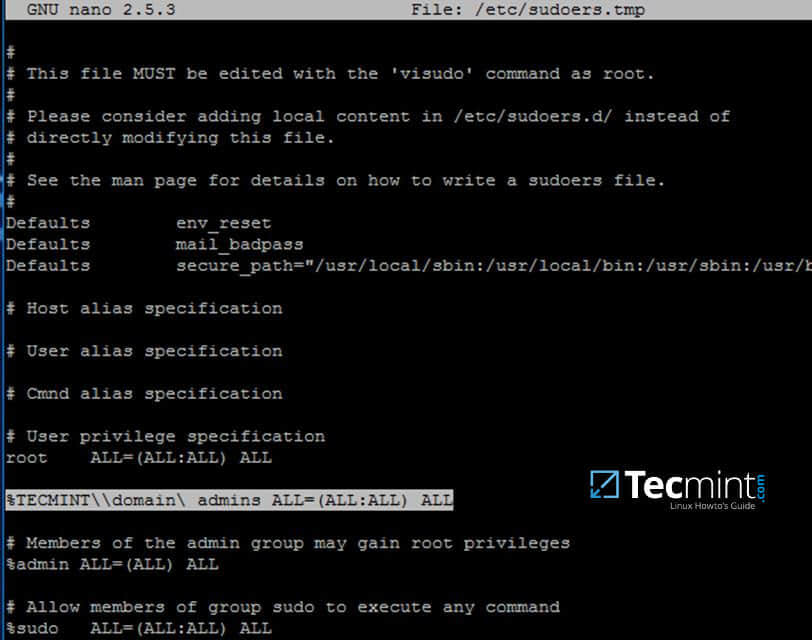 GNU nano 2.5.3 File: /etc/sudoers.tmp
#
# This file MUST be edited with the 'visudo' command as root.
#
# Please consider adding local content in /etc/sudoers.d/ instead of
# directly modifying this file.
#
# See the man page for details on how to write a sudoers file.
#
Defaults env_reset
Defaults mail_badpass
Defaults secure_path="/usr/local/sbin:/usr/local/bin:/usr/sbin:/usr/b
# Host alias specification
# User alias specification
# Cmnd alias specification
# User privilege specification
root ALL=(ALL:ALL) ALL
%TECMINT\\domain\ admins ALL=(ALL:ALL) ALL
Tecmint.com
Linux Howto's Guide
# Members of the admin group may gain root privileges
%admin ALL=(ALL) ALL
# Allow members of group sudo to execute any command
%sudo ALL=(ALL:ALL) ALL